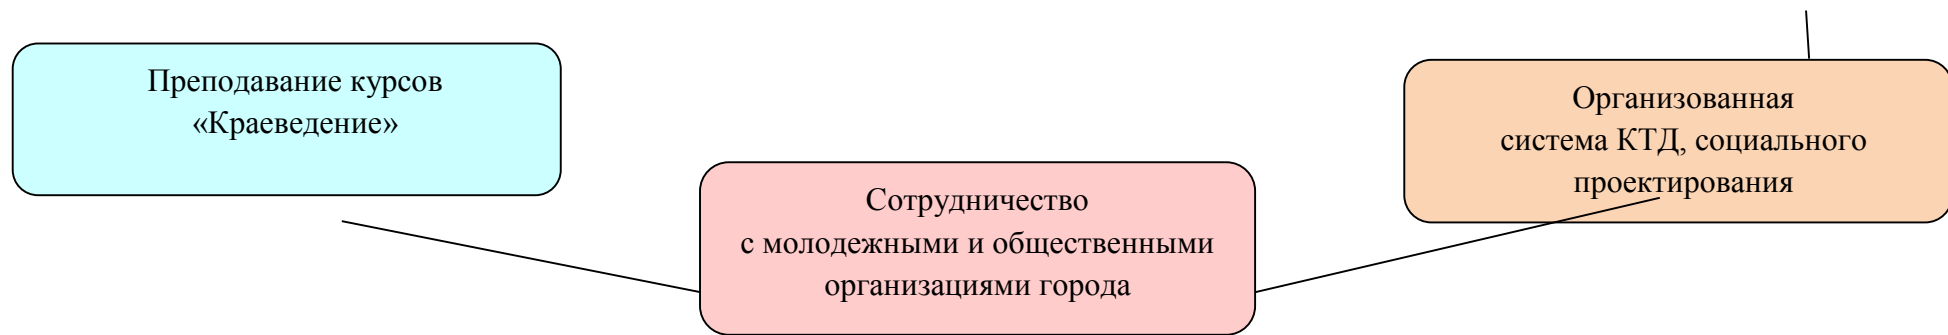 Преподавание курсов
«Краеведение»
Организованная
система КТД, социального
проектирования
Сотрудничество
с молодежными и общественными
организациями города